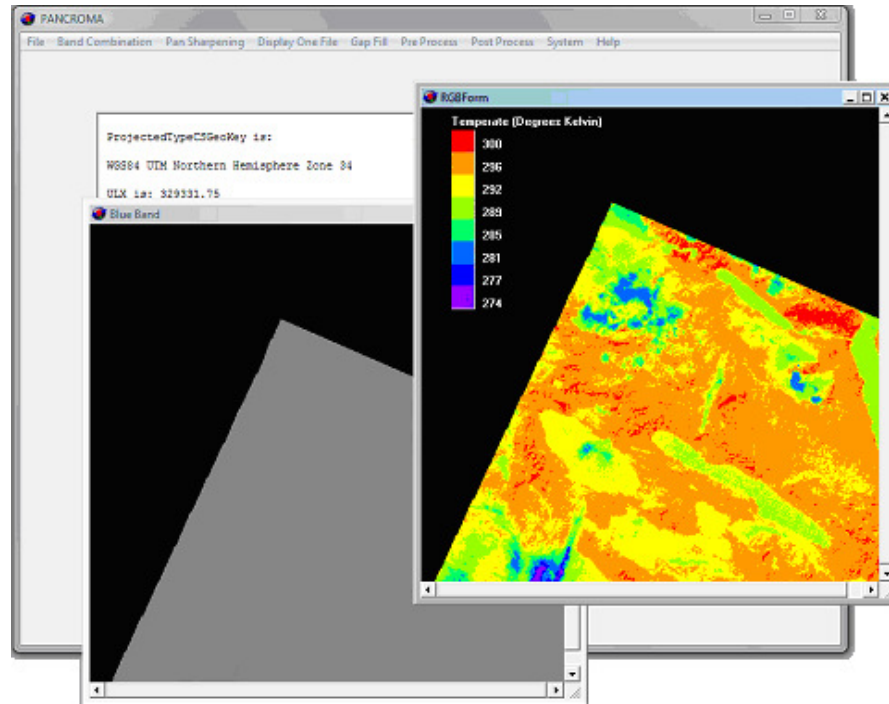 PANCROMA
File Band Combination Pan Sharpening Display One File Gap Fill Pre Process Post Process System Help
ProjectedTypeCSGeoKey is:
WGS84 UTM Northern Hemisphere Zone 34
ULX is: 329331.75
RGBForm
Temperate (Degrees Kelvin)
300
296
292
289
285
281
277
274
Blue Band